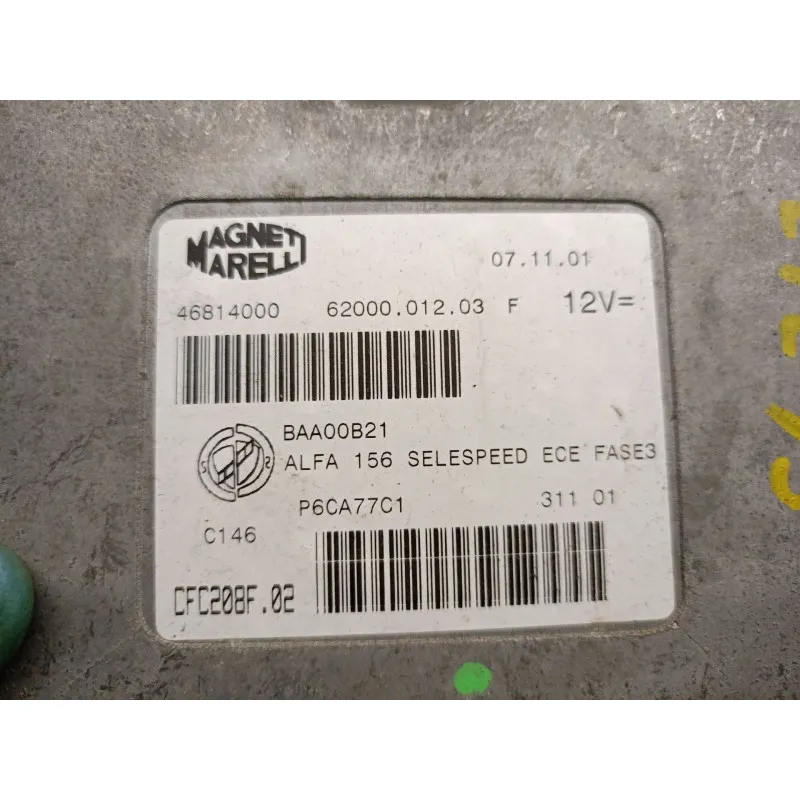 MAGNETI MARELLI
07.11.01
46814000 62000.012.03 F 12V=
BAA00B21
ALFA 156 SELESPEED ECE FASE3
P6CA77C1 311 01
C146
CFC208F.02